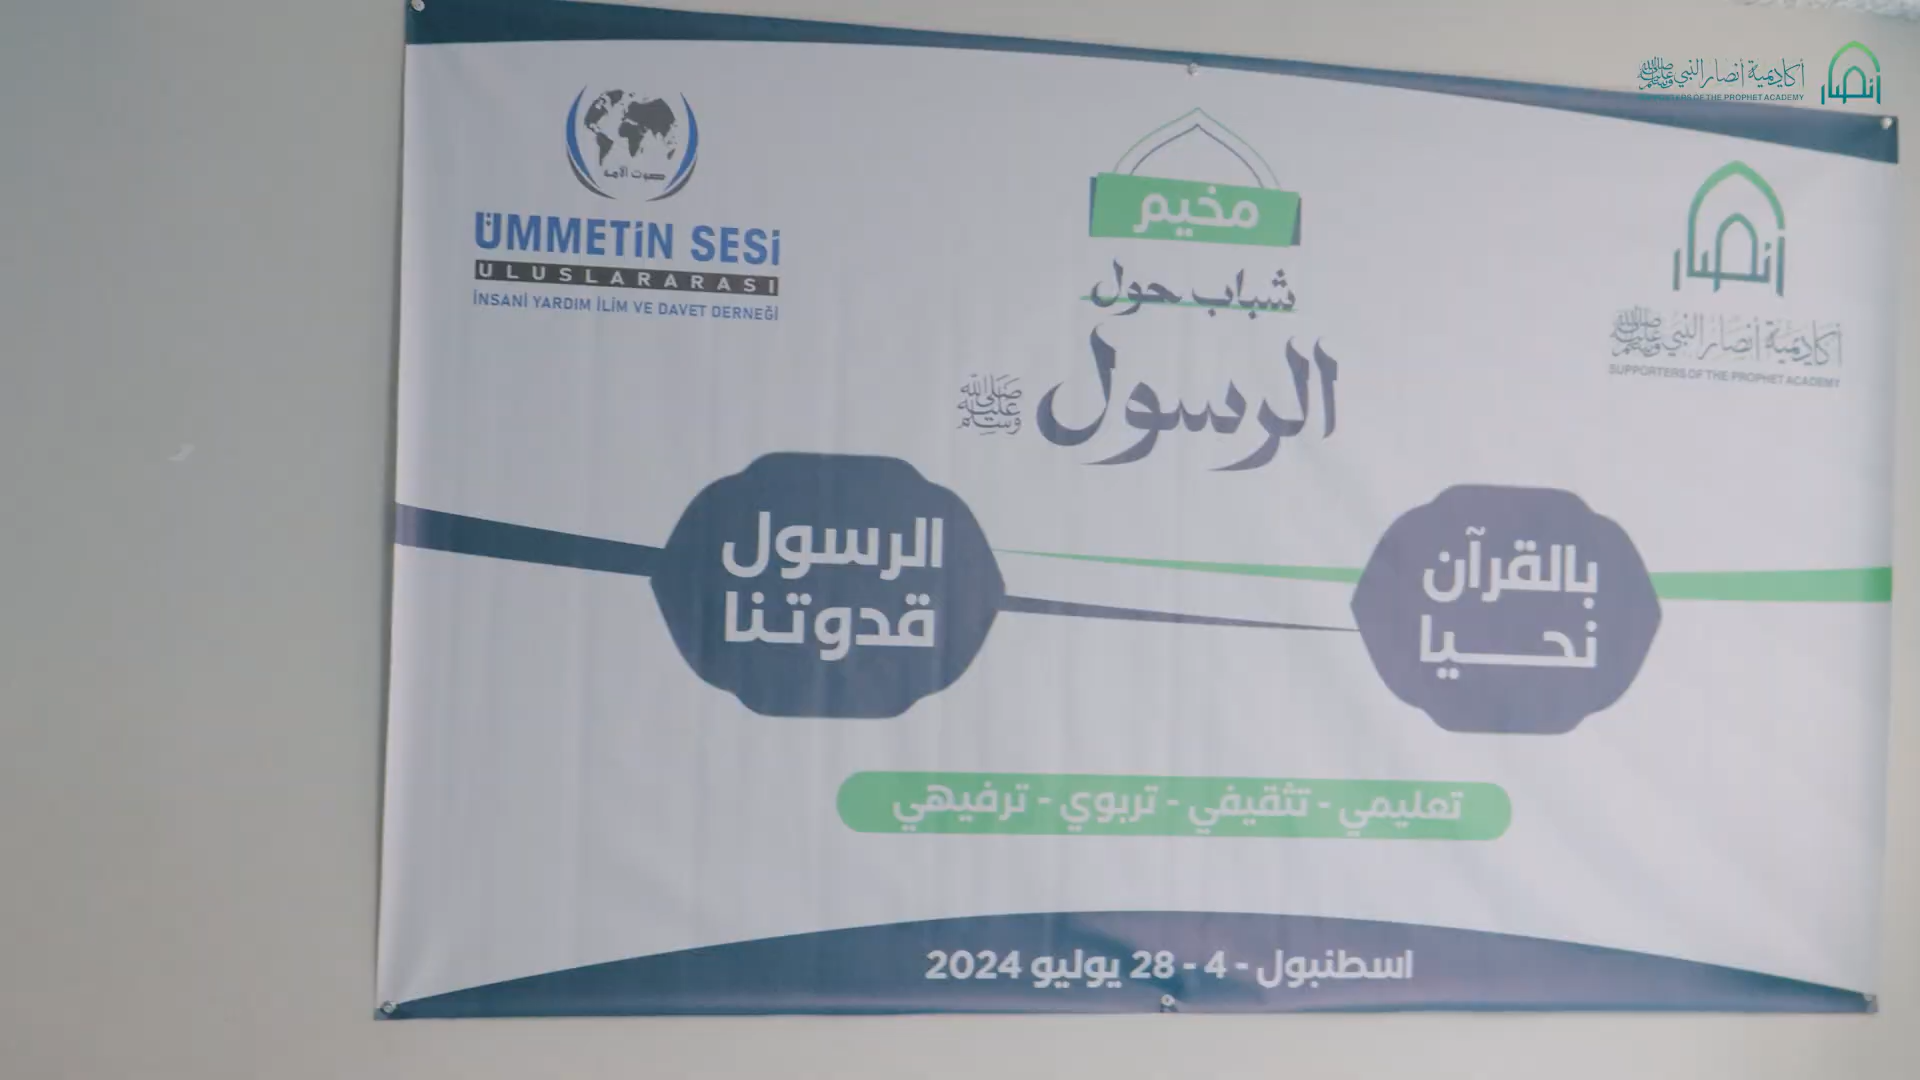 أكاديمية أنصار النبي ﷺ
SUPPORTERS OF THE PROPHET ACADEMY
أنصار
صوت الأمة
ÜMMETİN SESİ
ULUSLARARASI
İNSANİ YARDIM İLİM VE DAVET DERNEĞİ
مخيم
شباب حول
الرسول ﷺ
أنصار
أكاديمية أنصار النبي ﷺ
SUPPORTERS OF THE PROPHET ACADEMY
بالقرآن
نحيا
الرسول
قدوتنا
تعليمي - تثقيفي - تربوي - ترفيهي
اسطنبول - 4 - 28 يوليو 2024